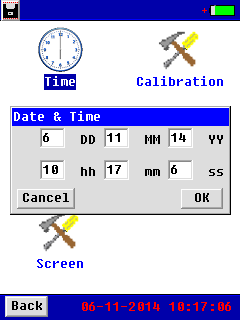 Time
Calibration
Date & Time
6 DD 11 MM 14 YY
10 hh 17 mm 6 ss
Cancel OK
Screen
Back 06-11-2014 10:17:06